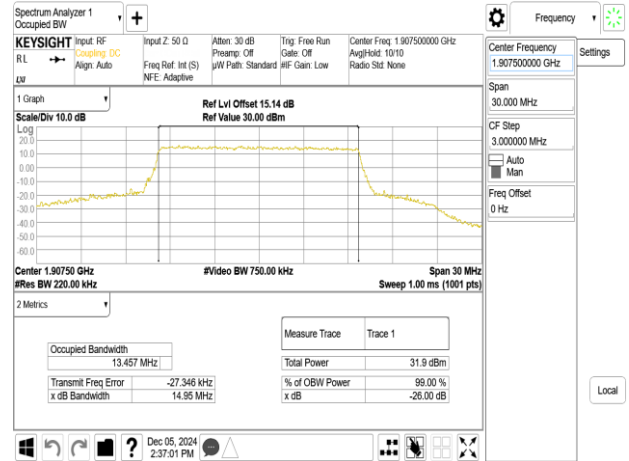 Spectrum Analyzer 1
Occupied BW
KEYSIGHT
RL
Input: RF
Coupling: DC
Align: Auto
Input Z: 50 Ω
Freq Ref: Int (S)
NFE: Adaptive
Atten: 30 dB
Preamp: Off
µW Path: Standard
Trig: Free Run
Gate: Off
#IF Gain: Low
Center Freq: 1.907500000 GHz
Avg|Hold: 10/10
Radio Std: None
1 Graph
Scale/Div 10.0 dB
Ref Lvl Offset 15.14 dB
Ref Value 30.00 dBm
Log
20.0
10.0
0.00
-10.0
-20.0
-30.0
-40.0
-50.0
-60.0
Center 1.90750 GHz
#Res BW 220.00 kHz
#Video BW 750.00 kHz
Span 30 MHz
Sweep 1.00 ms (1001 pts)
2 Metrics
Occupied Bandwidth
13.457 MHz
Transmit Freq Error -27.346 kHz
x dB Bandwidth 14.95 MHz
Measure Trace Trace 1
Total Power 31.9 dBm
% of OBW Power 99.00 %
x dB -26.00 dB
Dec 05, 2024
2:37:01 PM
Frequency
Center Frequency
1.907500000 GHz
Settings
Span
30.000 MHz
CF Step
3.000000 MHz
Auto
Man
Freq Offset
0 Hz
Local